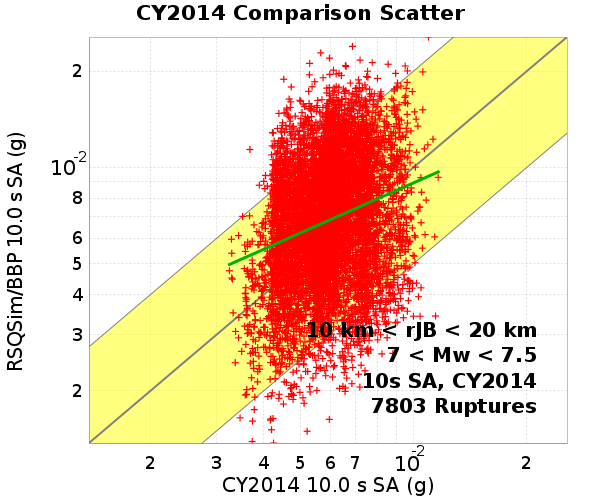 CY2014 Comparison Scatter
RSQSim/BBP 10.0 s SA (g)
2
10-2
8
6
5
4
3
2
10 km < rJB < 20 km
7 < Mw < 7.5
10s SA, CY2014
7803 Ruptures
2 3 4 5 6 7 10-2 2
CY2014 10.0 s SA (g)